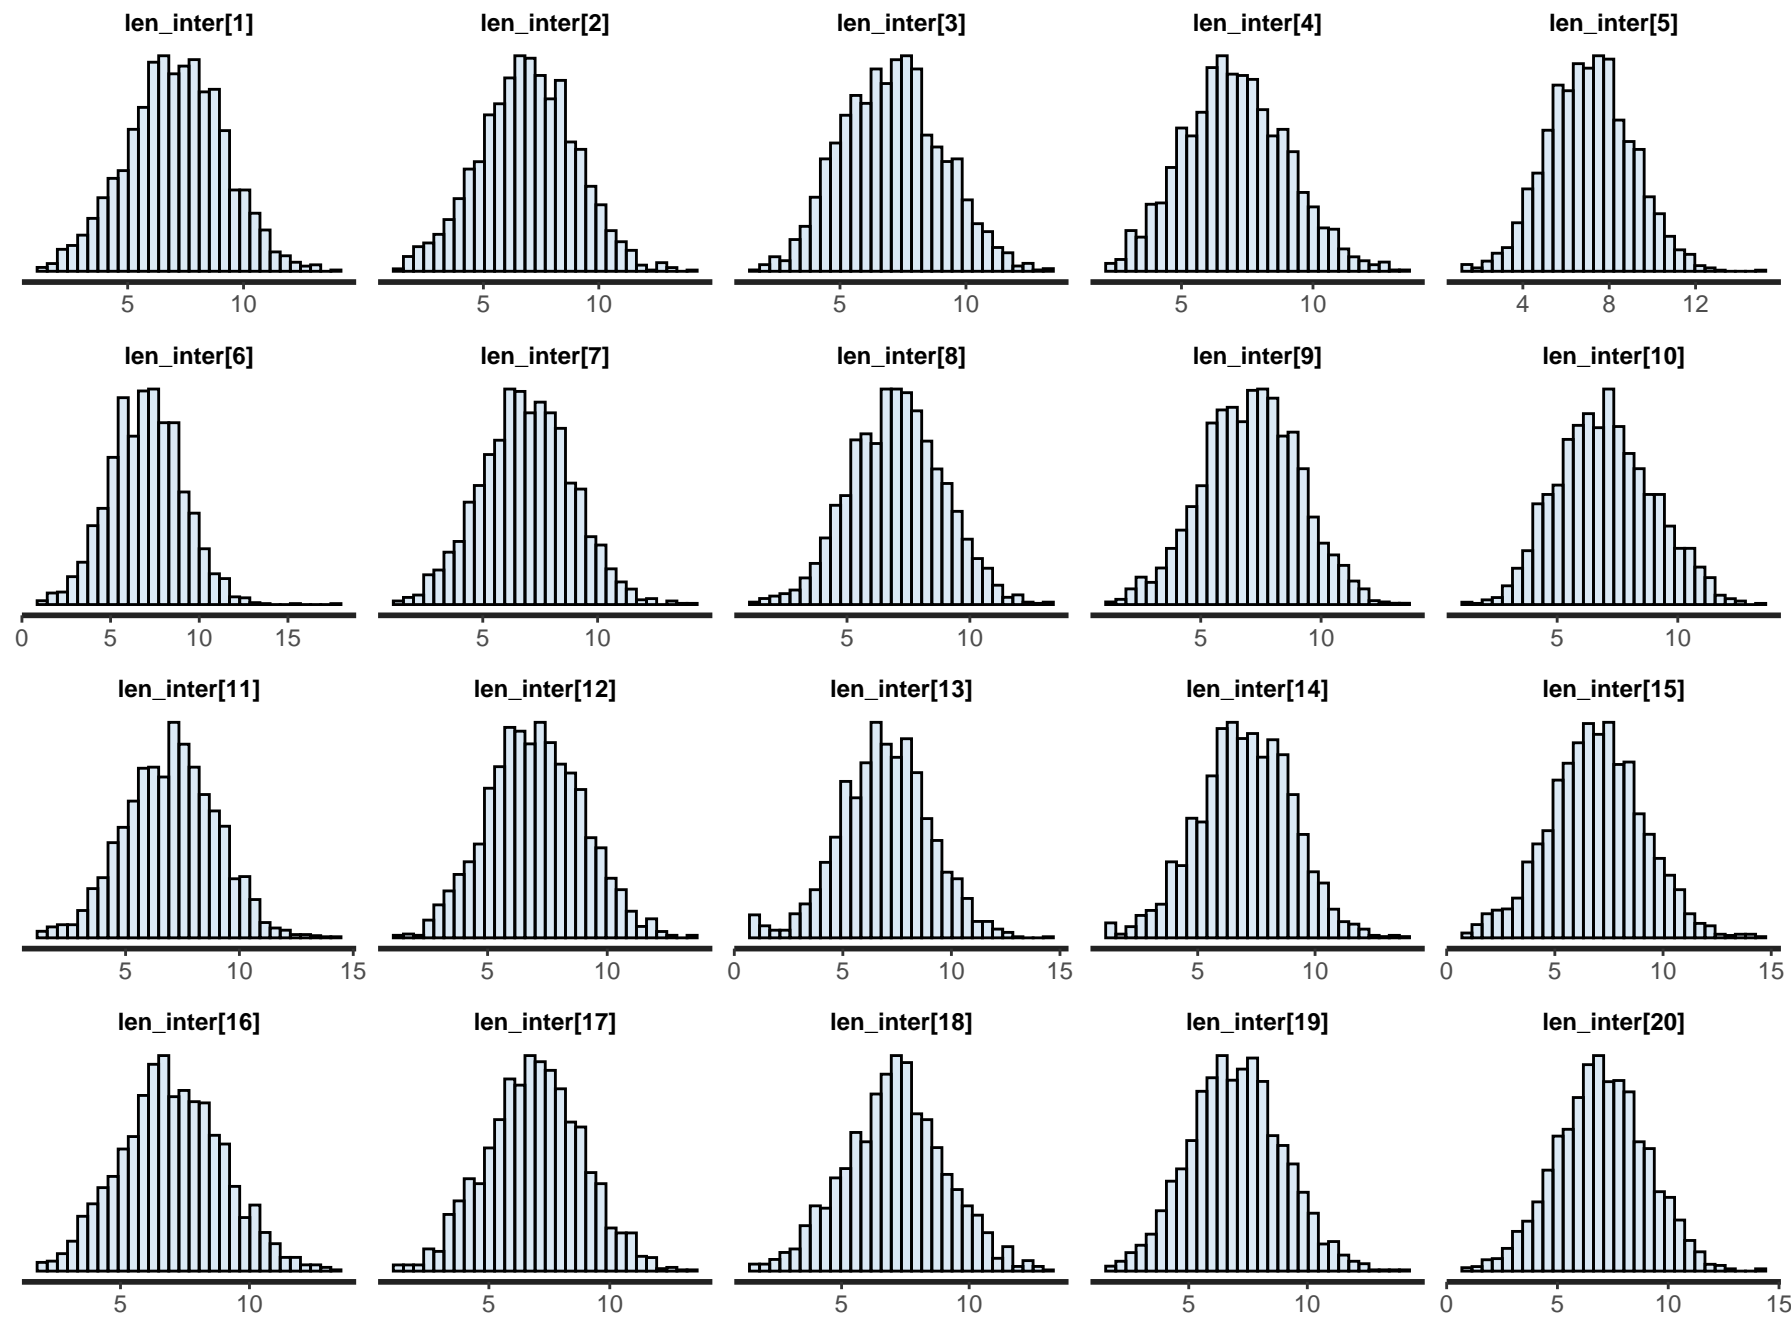 len_inter[1] len_inter[2] len_inter[3] len_inter[4] len_inter[5]
5 10 5 10 5 10 5 10 4 8 12
len_inter[6] len_inter[7] len_inter[8] len_inter[9] len_inter[10]
0 5 10 15 5 10 5 10 5 10 5 10
len_inter[11] len_inter[12] len_inter[13] len_inter[14] len_inter[15]
5 10 15 5 10 0 5 10 15 5 10 0 5 10 15
len_inter[16] len_inter[17] len_inter[18] len_inter[19] len_inter[20]
5 10 5 10 5 10 5 10 0 5 10 15